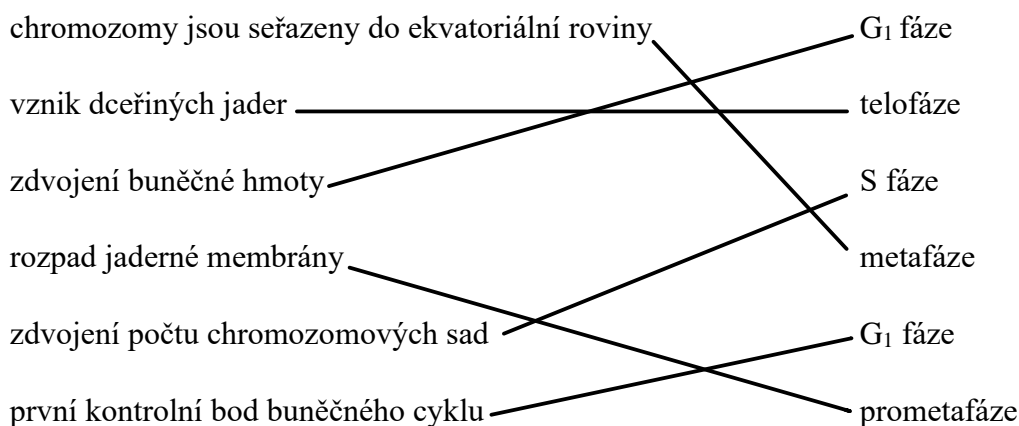 chromozomy jsou seřazeny do ekvatoriální roviny G₁ fáze
vznik dceřiných jader telofáze
zdvojení buněčné hmoty S fáze
rozpad jaderné membrány metafáze
zdvojení počtu chromozomových sad G₁ fáze
první kontrolní bod buněčného cyklu prometafáze